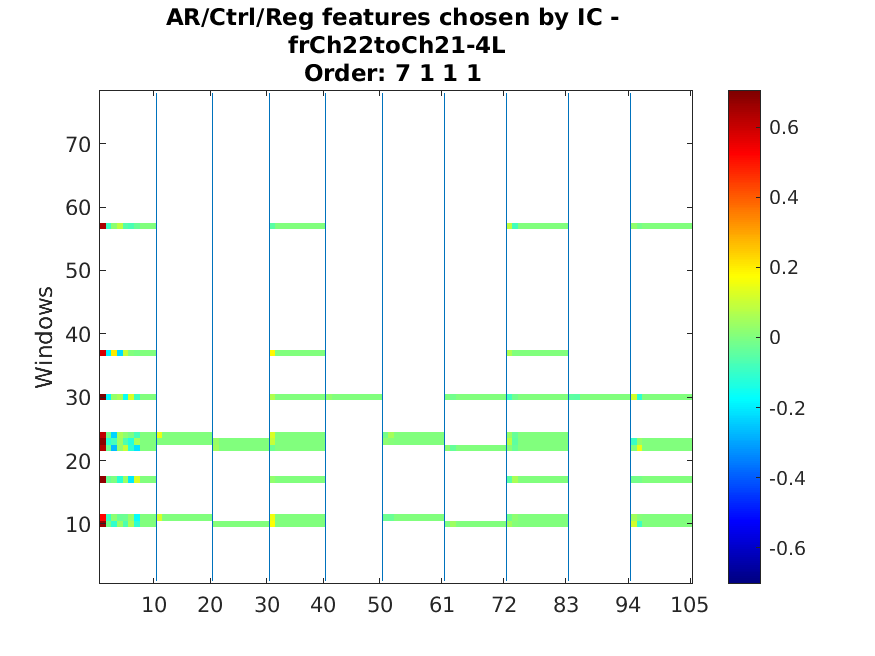 AR/Ctrl/Reg features chosen by IC -
frCh22toCh21-4L
Order: 7 1 1 1
Windows
70
60
50
40
30
20
10
10 20 30 40 50 61 72 83 94 105
0.6
0.4
0.2
0
-0.2
-0.4
-0.6